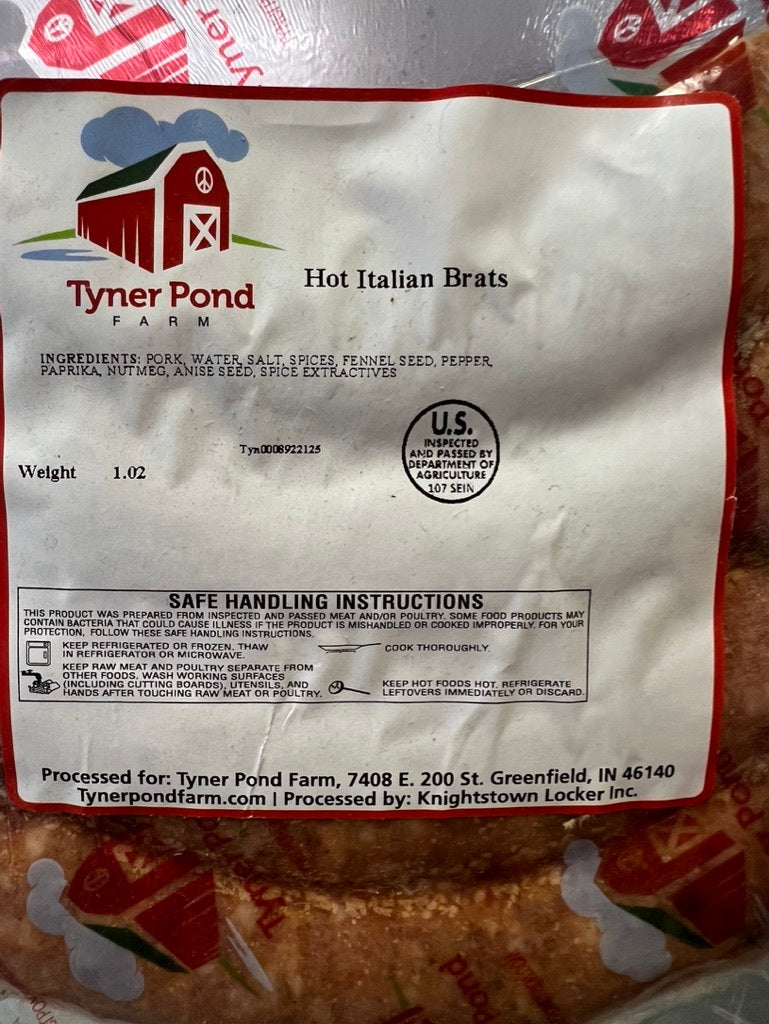 Tyner
Tyner Pond
FARM
Hot Italian Brats
INGREDIENTS: PORK, WATER, SALT, SPICES, FENNEL SEED, PEPPER,
PAPRIKA, NUTMEG, ANISE SEED, SPICE EXTRACTIVES
Tyn0008922125
U.S.
INSPECTED
AND PASSED BY
DEPARTMENT OF
AGRICULTURE
107 SEIN
Weight 1.02
SAFE HANDLING INSTRUCTIONS
THIS PRODUCT WAS PREPARED FROM INSPECTED AND PASSED MEAT AND/OR POULTRY. SOME FOOD PRODUCTS MAY
CONTAIN BACTERIA THAT COULD CAUSE ILLNESS IF THE PRODUCT IS MISHANDLED OR COOKED IMPROPERLY. FOR YOUR
PROTECTION, FOLLOW THESE SAFE HANDLING INSTRUCTIONS.
KEEP REFRIGERATED OR FROZEN. THAW
IN REFRIGERATOR OR MICROWAVE.
COOK THOROUGHLY.
KEEP RAW MEAT AND POULTRY SEPARATE FROM
OTHER FOODS. WASH WORKING SURFACES
(INCLUDING CUTTING BOARDS), UTENSILS, AND
HANDS AFTER TOUCHING RAW MEAT OR POULTRY.
KEEP HOT FOODS HOT. REFRIGERATE
LEFTOVERS IMMEDIATELY OR DISCARD.
Processed for: Tyner Pond Farm, 7408 E. 200 St. Greenfield, IN 46140
Tynerpondfarm.com | Processed by: Knightstown Locker Inc.
Tyner
Pond